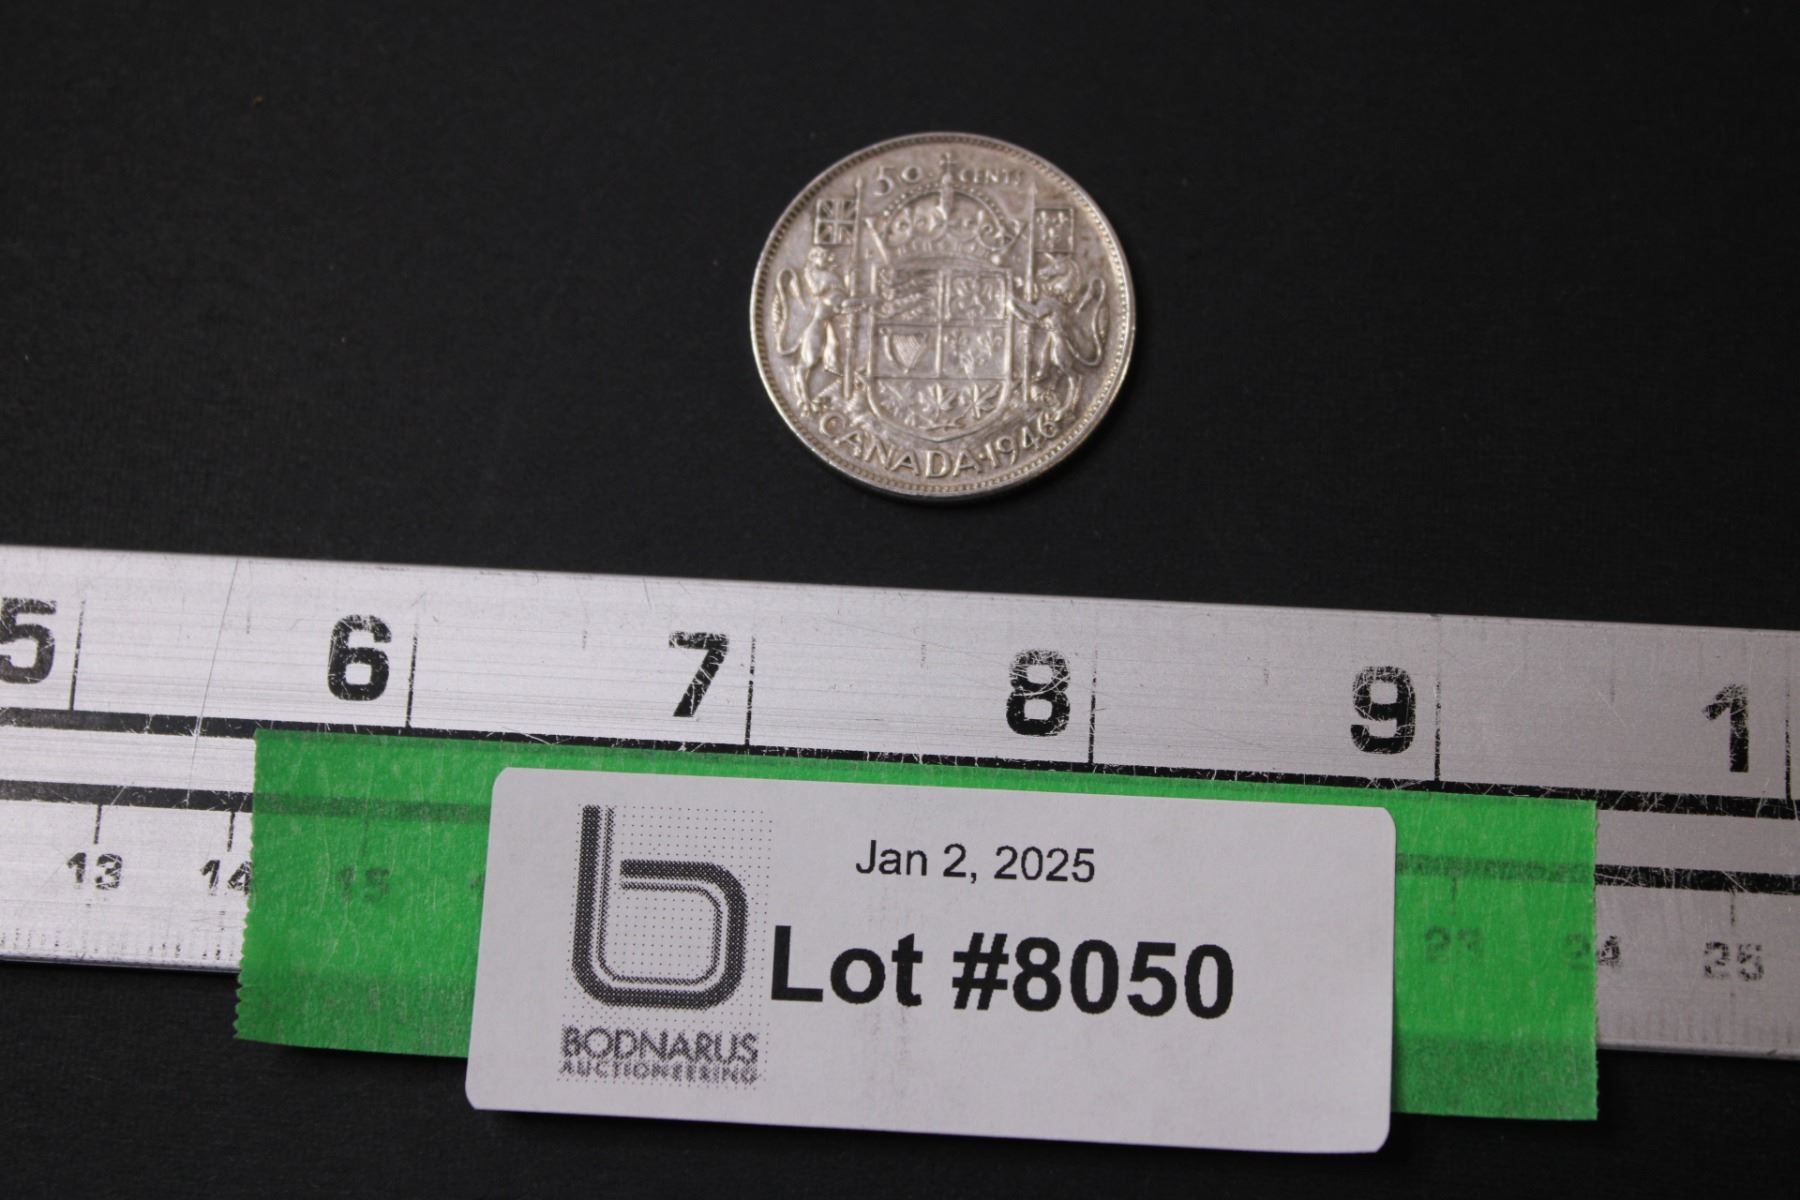 50 CENTS
CANADA·1946
5 6 7 8 9 1
13 14 15 23 24 25
Jan 2, 2025
Lot #8050
BODNARUS
AUCTIONEERING